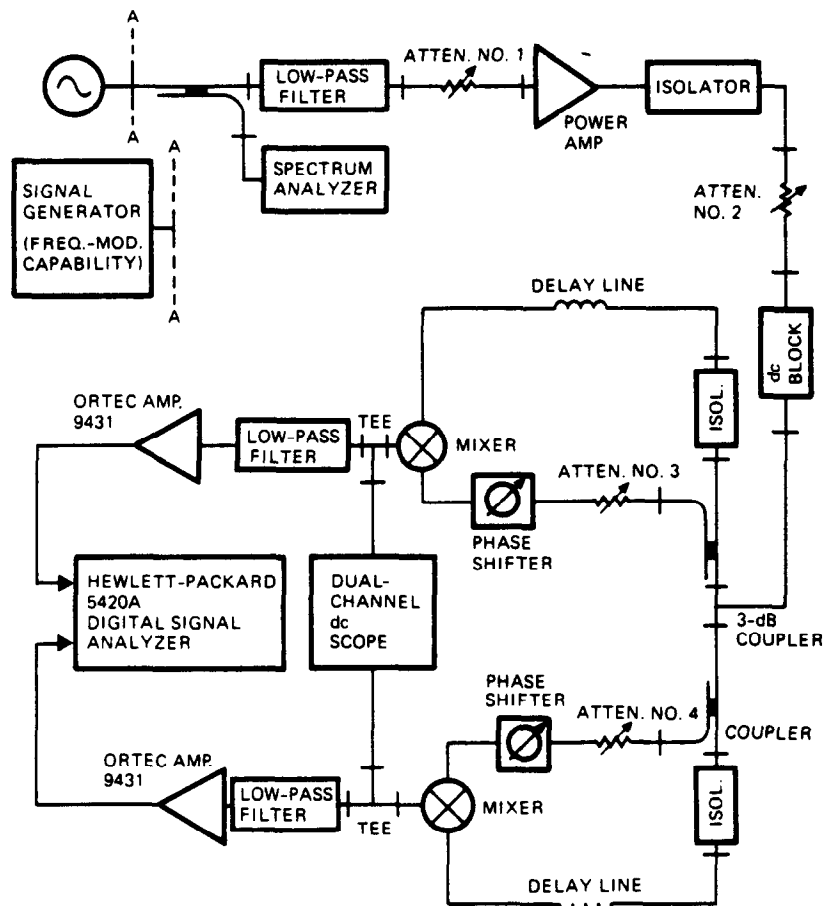 A
A
LOW-PASS
FILTER
ATTEN. NO. 1
POWER
AMP
ISOLATOR
A
A
SPECTRUM
ANALYZER
SIGNAL
GENERATOR
(FREQ.-MOD.
CAPABILITY)
A
ATTEN.
NO. 2
DELAY LINE
dc
BLOCK
ISOL.
ORTEC AMP.
9431
LOW-PASS
FILTER
TEE
MIXER
ATTEN. NO. 3
PHASE
SHIFTER
HEWLETT-PACKARD
5420A
DIGITAL SIGNAL
ANALYZER
DUAL-
CHANNEL
dc
SCOPE
3-dB
COUPLER
PHASE
SHIFTER
ATTEN. NO. 4
COUPLER
ORTEC AMP.
9431
LOW-PASS
FILTER
TEE
MIXER
ISOL.
DELAY LINE